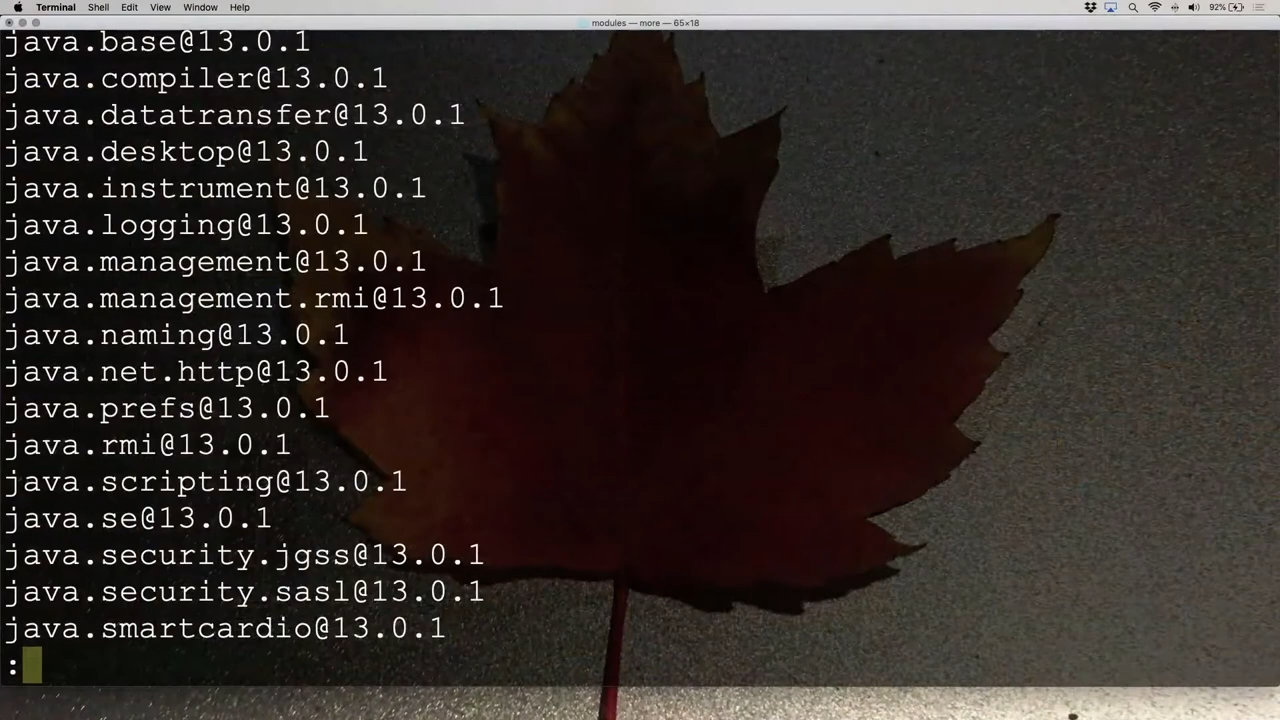 Terminal Shell Edit View Window Help 92%
modules — more — 65×18
java.base@13.0.1
java.compiler@13.0.1
java.datatransfer@13.0.1
java.desktop@13.0.1
java.instrument@13.0.1
java.logging@13.0.1
java.management@13.0.1
java.management.rmi@13.0.1
java.naming@13.0.1
java.net.http@13.0.1
java.prefs@13.0.1
java.rmi@13.0.1
java.scripting@13.0.1
java.se@13.0.1
java.security.jgss@13.0.1
java.security.sasl@13.0.1
java.smartcardio@13.0.1
: